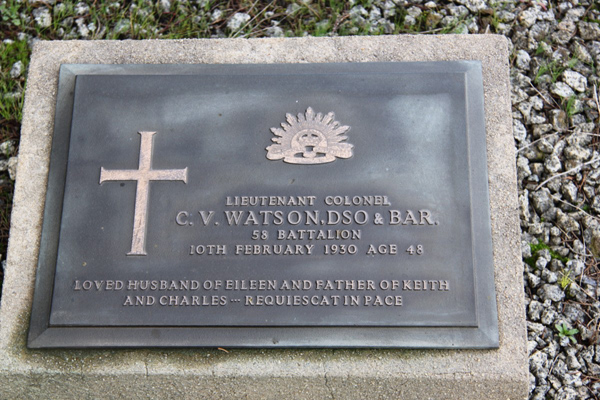 LIEUTENANT COLONEL
C. V. WATSON, DSO & BAR.
58 BATTALION
10TH FEBRUARY 1930 AGE 48
LOVED HUSBAND OF EILEEN AND FATHER OF KEITH
AND CHARLES ··· REQUIESCAT IN PACE